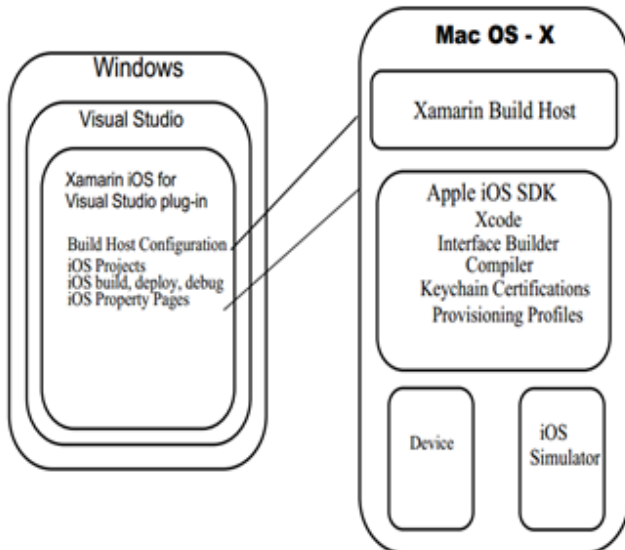 Windows
Visual Studio
Xamarin iOS for
Visual Studio plug-in
Build Host Configuration
iOS Projects
iOS build, deploy, debug
iOS Property Pages
Mac OS - X
Xamarin Build Host
Apple iOS SDK
Xcode
Interface Builder
Compiler
Keychain Certifications
Provisioning Profiles
Device
iOS
Simulator